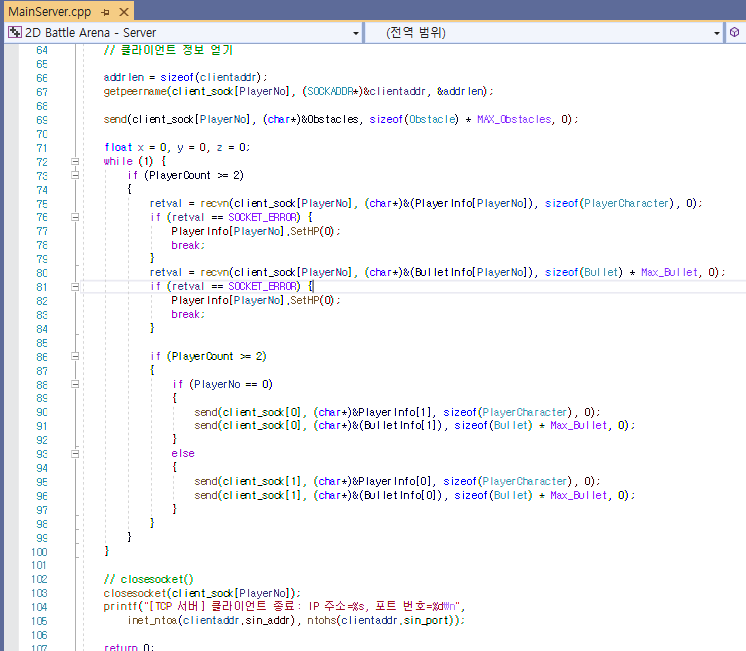 MainServer.cpp
2D Battle Arena - Server (전역 범위)
64 // 클라이언트 정보 얻기
65
66 addrlen = sizeof(clientaddr);
67 getpeername(client_sock[PlayerNo], (SOCKADDR*)&clientaddr, &addrlen);
68
69 send(client_sock[PlayerNo], (char*)&Obstacles, sizeof(Obstacle) * MAX_Obstacles, 0);
70
71 float x = 0, y = 0, z = 0;
72 while (1) {
73 if (PlayerCount >= 2)
74 {
75 retval = recvn(client_sock[PlayerNo], (char*)&(PlayerInfo[PlayerNo]), sizeof(PlayerCharacter), 0);
76 if (retval == SOCKET_ERROR) {
77 PlayerInfo[PlayerNo].SetHP(0);
78 break;
79 }
80 retval = recvn(client_sock[PlayerNo], (char*)&(BulletInfo[PlayerNo]), sizeof(Bullet) * Max_Bullet, 0);
81 if (retval == SOCKET_ERROR) {
82 PlayerInfo[PlayerNo].SetHP(0);
83 break;
84 }
85
86 if (PlayerCount >= 2)
87 {
88 if (PlayerNo == 0)
89 {
90 send(client_sock[0], (char*)&PlayerInfo[1], sizeof(PlayerCharacter), 0);
91 send(client_sock[0], (char*)&(BulletInfo[1]), sizeof(Bullet) * Max_Bullet, 0);
92 }
93 else
94 {
95 send(client_sock[1], (char*)&PlayerInfo[0], sizeof(PlayerCharacter), 0);
96 send(client_sock[1], (char*)&(BulletInfo[0]), sizeof(Bullet) * Max_Bullet, 0);
97 }
98 }
99 }
100 }
101
102 // closesocket()
103 closesocket(client_sock[PlayerNo]);
104 printf("[TCP 서버] 클라이언트 종료: IP 주소=%s, 포트 번호=%d₩n",
105 inet_ntoa(clientaddr.sin_addr), ntohs(clientaddr.sin_port));
106
107 return 0;